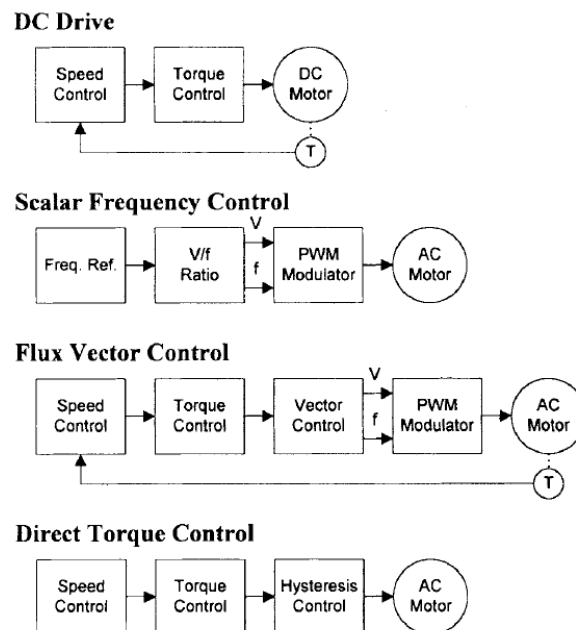 DC Drive
Speed
Control
Torque
Control
DC
Motor
T
Scalar Frequency Control
Freq. Ref.
V/f
Ratio
V
f
PWM
Modulator
AC
Motor
Flux Vector Control
Speed
Control
Torque
Control
Vector
Control
V
f
PWM
Modulator
AC
Motor
T
Direct Torque Control
Speed
Control
Torque
Control
Hysteresis
Control
AC
Motor